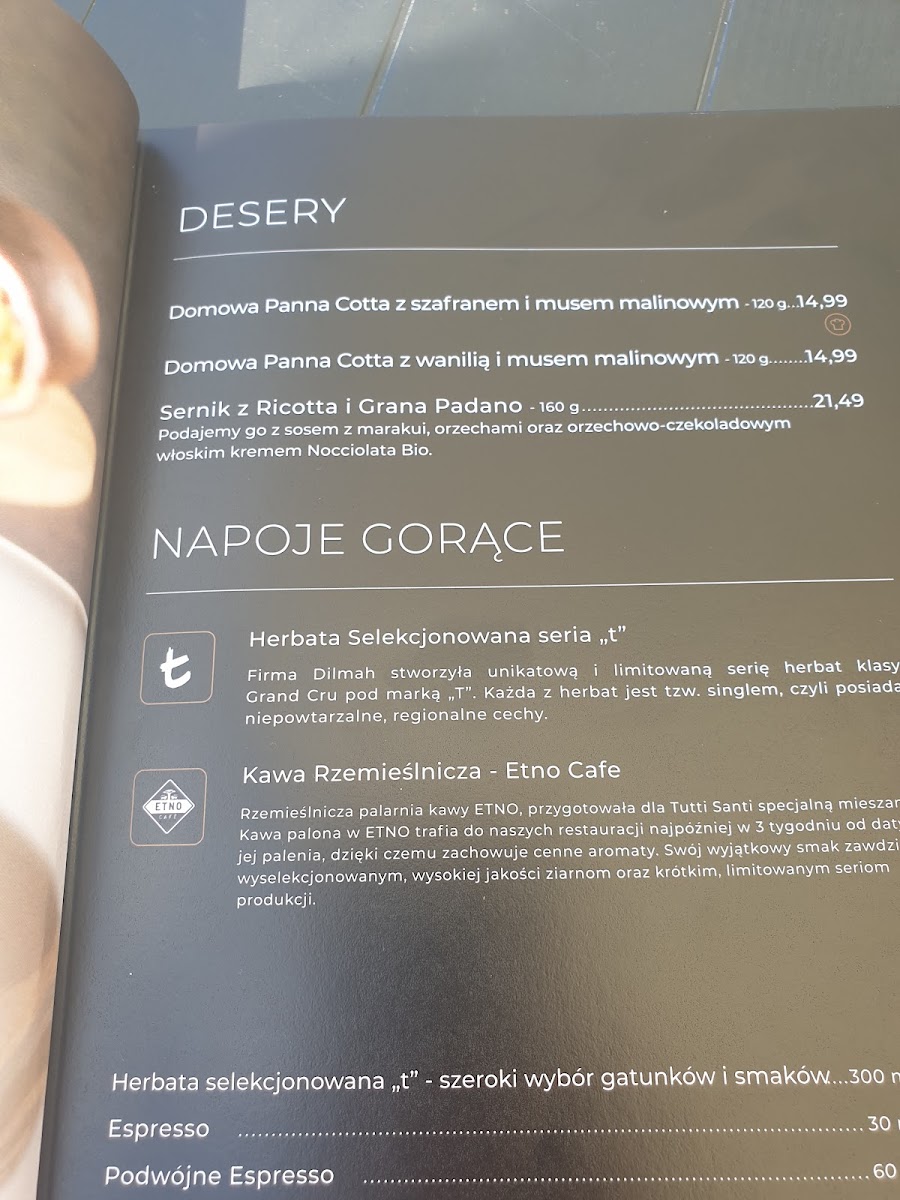 DESERY
Domowa Panna Cotta z szafranem i musem malinowym - 120 g..14,99
Domowa Panna Cotta z wanilią i musem malinowym - 120 g.......14,99
Sernik z Ricotta i Grana Padano - 160 g............................................21,49
Podajemy go z sosem z marakui, orzechami oraz orzechowo-czekoladowym
włoskim kremem Nocciolata Bio.
NAPOJE GORĄCE
t
Herbata Selekcjonowana seria „t”
Firma Dilmah stworzyła unikatową i limitowaną serię herbat klasy
Grand Cru pod marką „T”. Każda z herbat jest tzw. singlem, czyli posiada
niepowtarzalne, regionalne cechy.
ETNO
CAFE
Kawa Rzemieślnicza - Etno Cafe
Rzemieślnicza palarnia kawy ETNO, przygotowała dla Tutti Santi specjalną
Kawa palona w ETNO trafia do naszych restauracji najpóźniej w 3 tygodniu od
jej palenia, dzięki czemu zachowuje cenne aromaty. Swój wyjątkowy smak
wyselekcjonowanym, wysokiej jakości ziarnom oraz krótkim, limitowanym seriom
produkcji.
Herbata selekcjonowana „t” - szeroki wybór gatunków i smaków...300
Espresso ........................................................................ 30
Podwójne Espresso ........................................................... 60